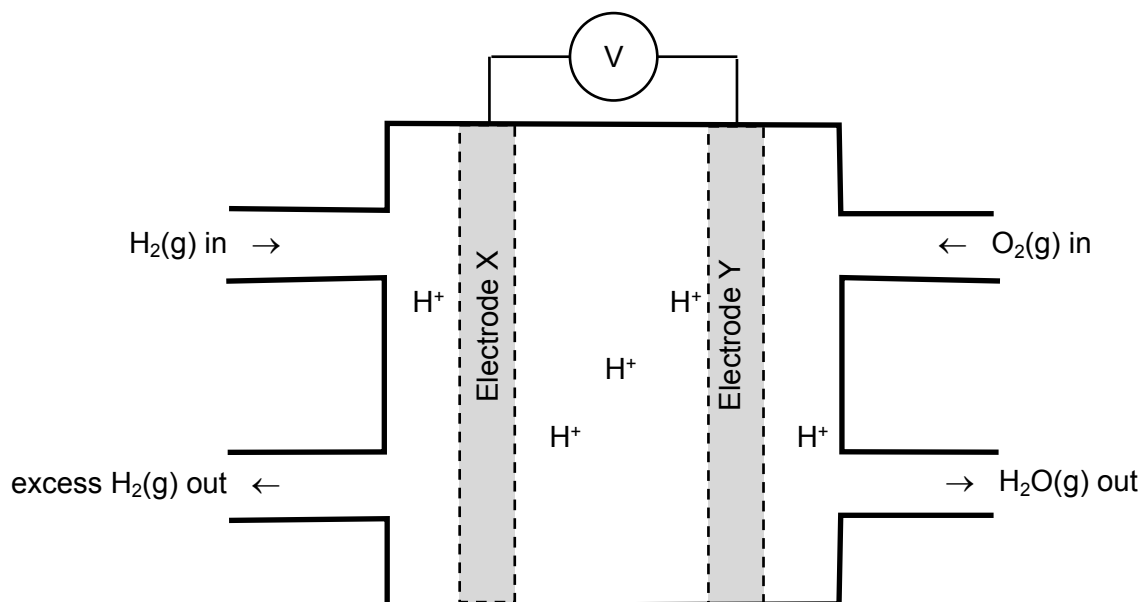 V
H₂(g) in →
← O₂(g) in
Electrode X
Electrode Y
H⁺
H⁺
H⁺
H⁺
H⁺
excess H₂(g) out ←
→ H₂O(g) out